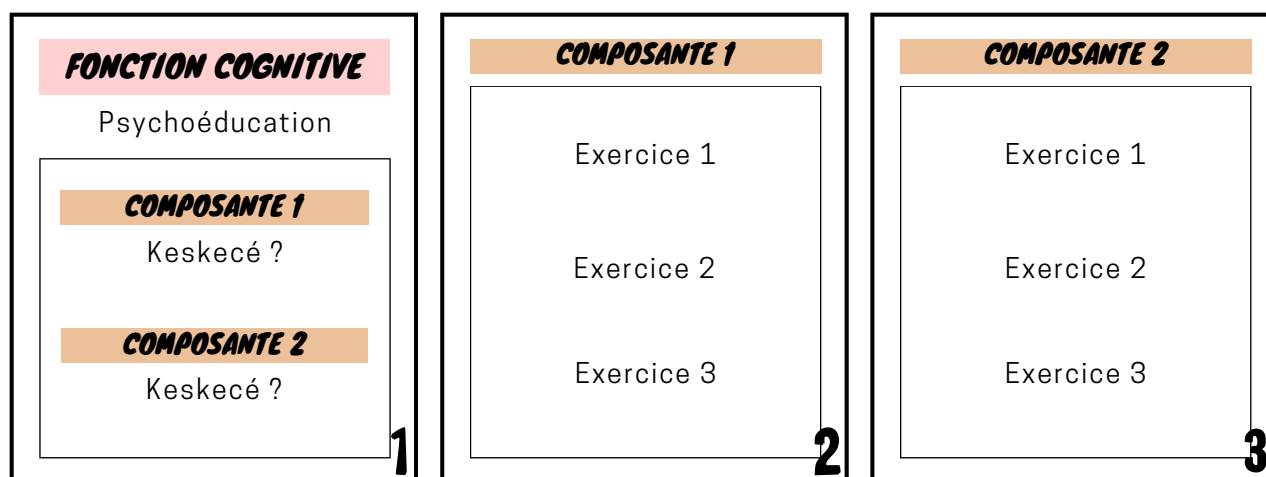 FONCTION COGNITIVE
Psychoéducation
COMPOSANTE 1
Keskecé ?
COMPOSANTE 2
Keskecé ?
1
COMPOSANTE 1
Exercice 1
Exercice 2
Exercice 3
2
COMPOSANTE 2
Exercice 1
Exercice 2
Exercice 3
3